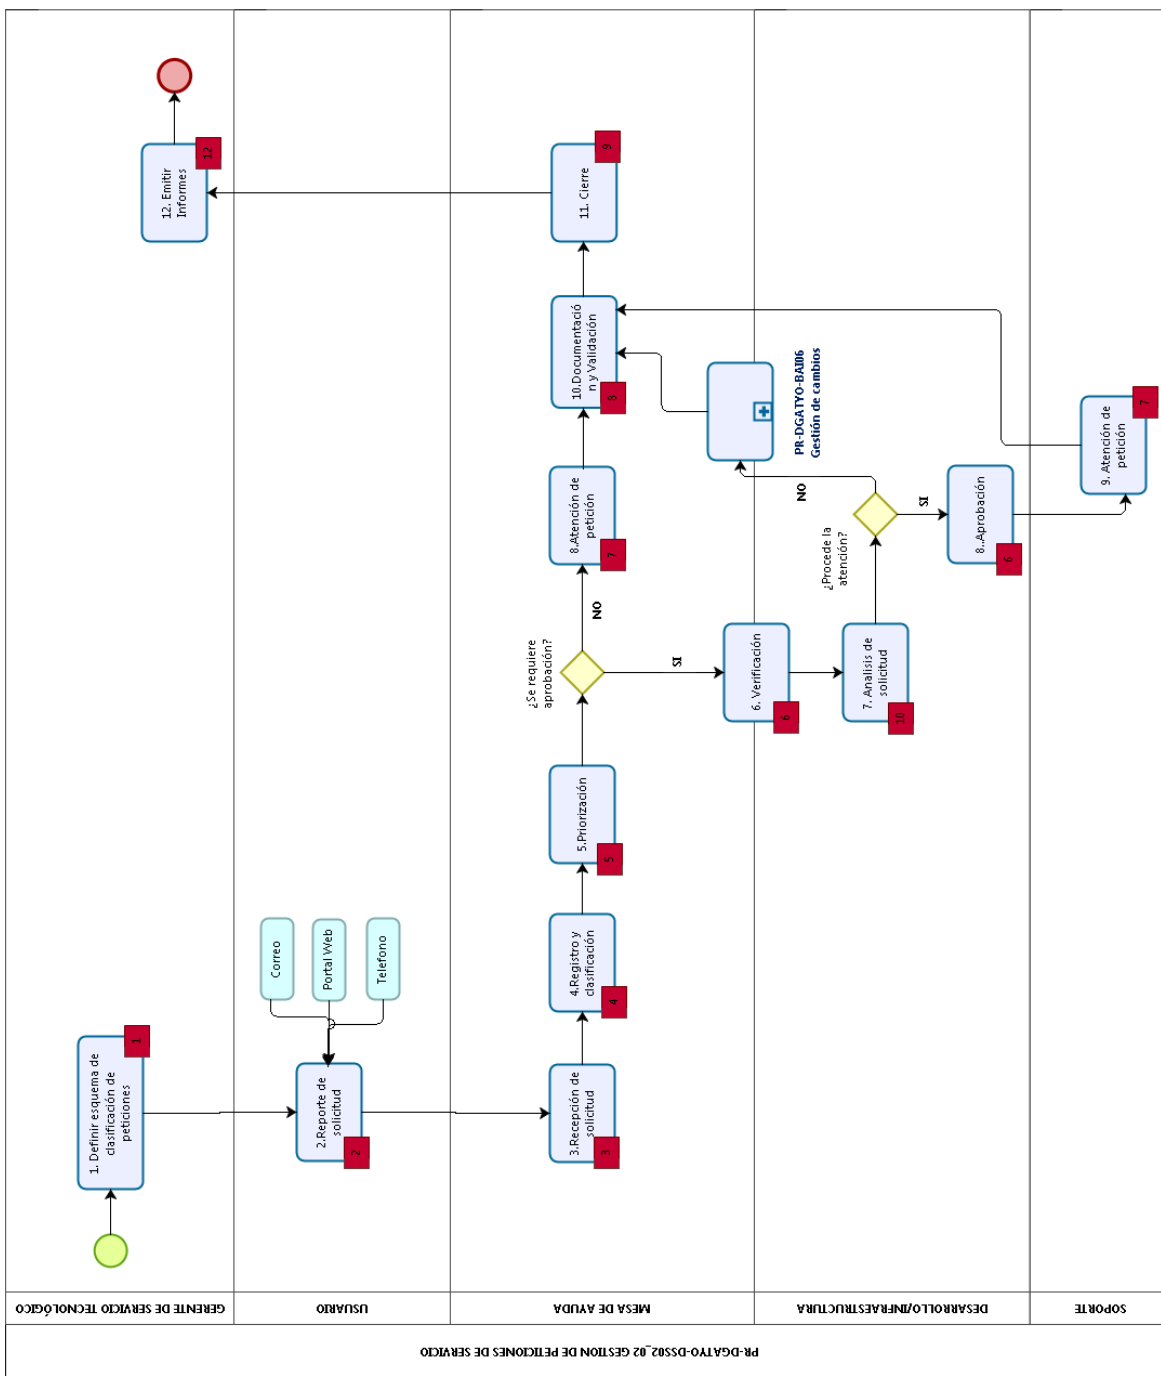 PR-DGATYO-DSS02_02 GESTION DE PETICIONES DE SERVICIO
GERENTE DE SERVICIO TECNOLÓGICO
1. Definir esquema de
clasificación de
peticiones
1
12. Emitir
Informes
12
USUARIO
2.Reporte de
solicitud
2
Correo
Portal Web
Telefono
MESA DE AYUDA
3.Recepción de
solicitud
3
4.Registro y
clasificación
4
5.Priorización
5
¿Se requiere
aprobación?
NO
SI
8.Atención de
petición
7
10.Documentació
n y Validación
8
11. Cierre
9
6. Verificación
6
PR-DGATYO-BAI06
Gestión de cambios
DESARROLLO/INFRAESTRUCTURA
7. Analisis de
solicitud
10
¿Procede la
atención?
NO
SI
8..Aprobación
6
SOPORTE
9. Atención de
petición
7